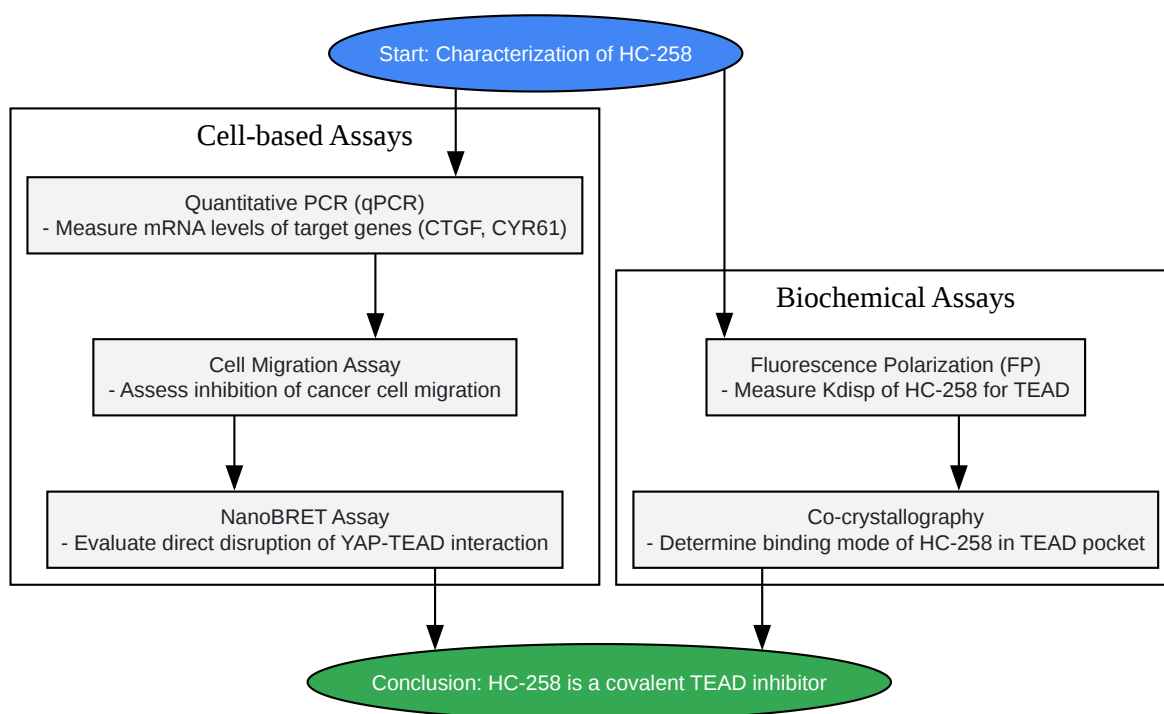 Start: Characterization of HC-258
Cell-based Assays
Quantitative PCR (qPCR)
- Measure mRNA levels of target genes (CTGF, CYR61)
Cell Migration Assay
- Assess inhibition of cancer cell migration
NanoBRET Assay
- Evaluate direct disruption of YAP-TEAD interaction
Biochemical Assays
Fluorescence Polarization (FP)
- Measure Kdisp of HC-258 for TEAD
Co-crystallography
- Determine binding mode of HC-258 in TEAD pocket
Conclusion: HC-258 is a covalent TEAD inhibitor